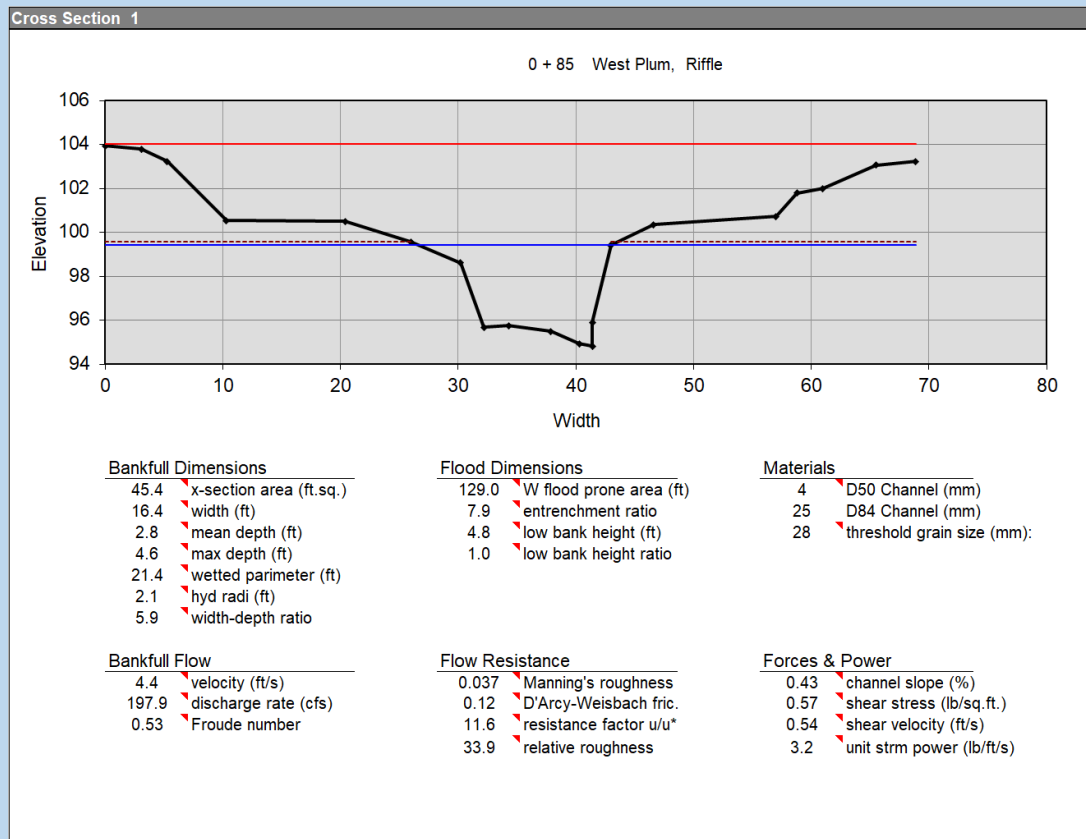 Cross Section 1
0 + 85 West Plum, Riffle
106
104
102
100
98
96
94
Elevation
0 10 20 30 40 50 60 70 80
Width
Bankfull Dimensions
45.4 x-section area (ft.sq.)
16.4 width (ft)
2.8 mean depth (ft)
4.6 max depth (ft)
21.4 wetted parimeter (ft)
2.1 hyd radi (ft)
5.9 width-depth ratio
Flood Dimensions
129.0 W flood prone area (ft)
7.9 entrenchment ratio
4.8 low bank height (ft)
1.0 low bank height ratio
Materials
4 D50 Channel (mm)
25 D84 Channel (mm)
28 threshold grain size (mm):
Bankfull Flow
4.4 velocity (ft/s)
197.9 discharge rate (cfs)
0.53 Froude number
Flow Resistance
0.037 Manning's roughness
0.12 D'Arcy-Weisbach fric.
11.6 resistance factor u/u*
33.9 relative roughness
Forces & Power
0.43 channel slope (%)
0.57 shear stress (lb/sq.ft.)
0.54 shear velocity (ft/s)
3.2 unit strm power (lb/ft/s)